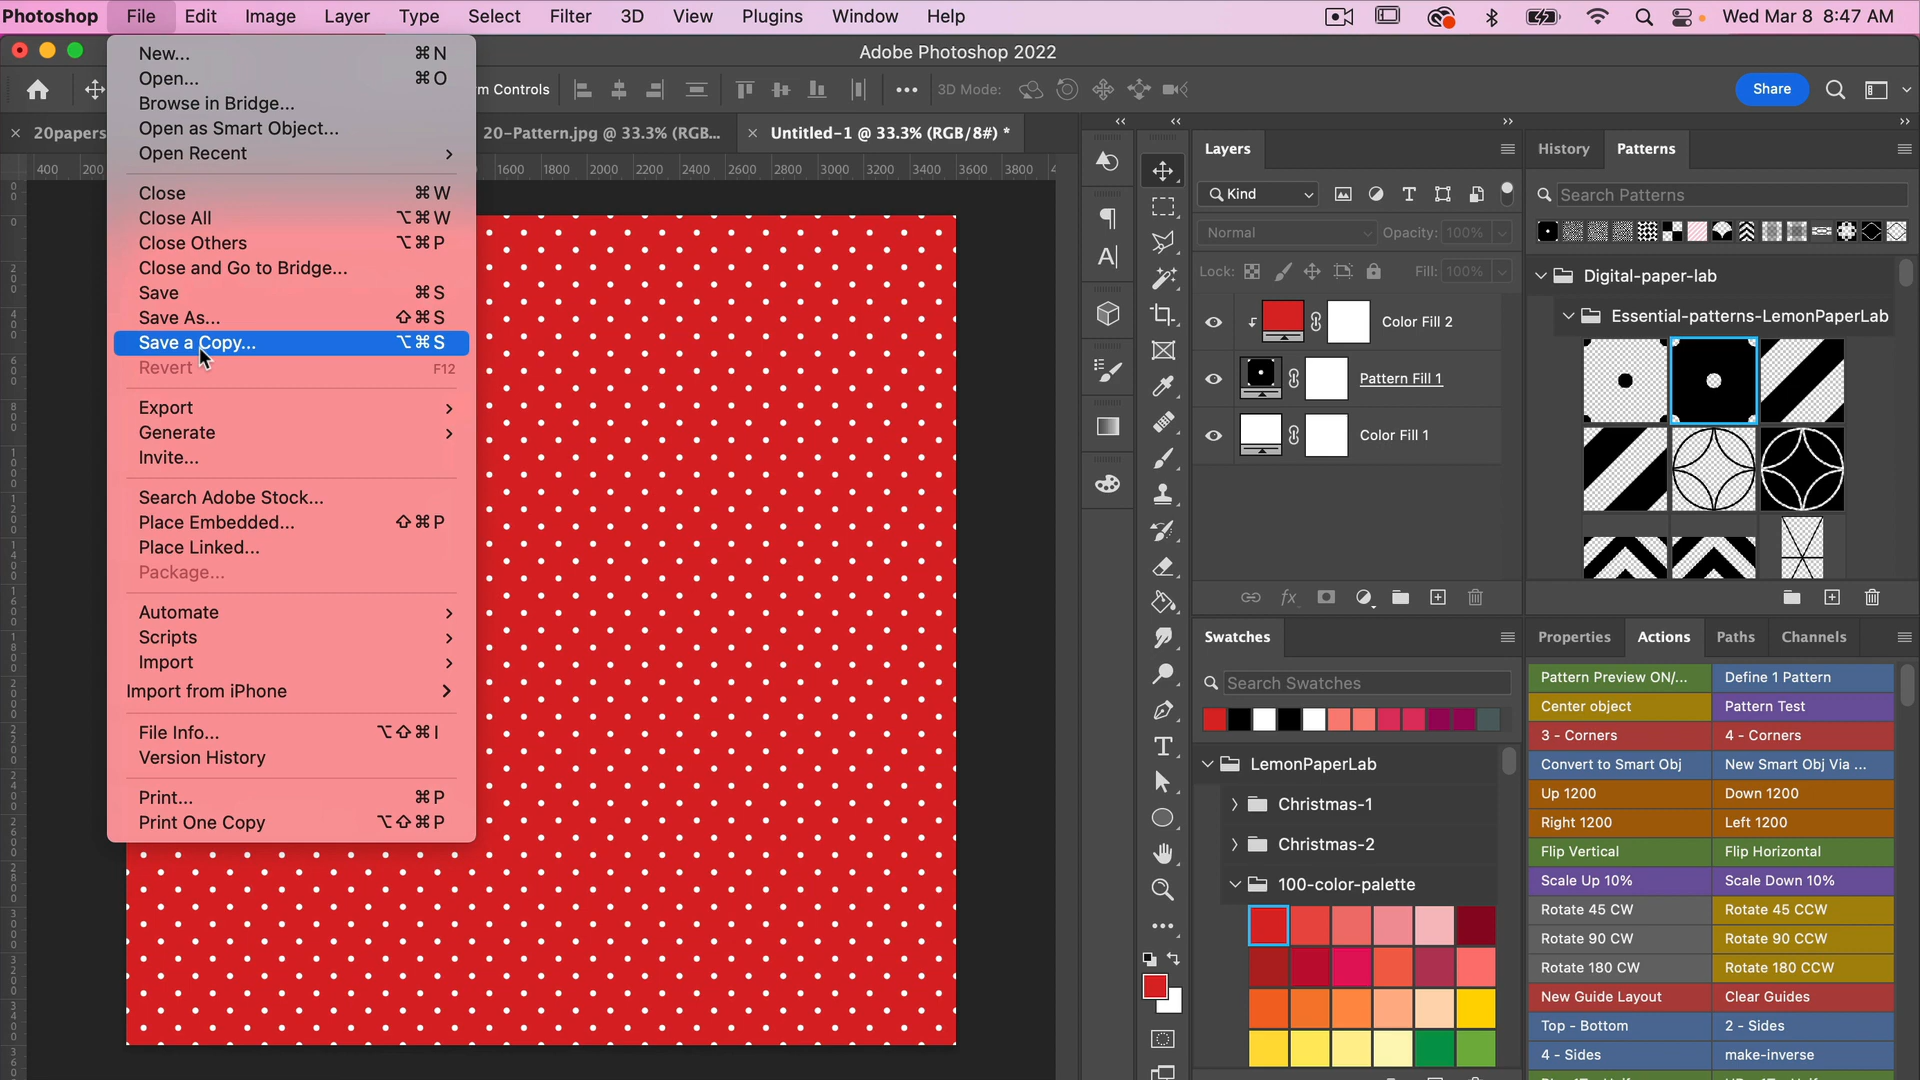 Photoshop File Edit Image Layer Type Select Filter 3D View Plugins Window Help Wed Mar 8 8:47 AM
Adobe Photoshop 2022
m Controls 3D Mode: Share
20papers 20-Pattern.jpg @ 33.3% (RGB... Untitled-1 @ 33.3% (RGB/8#) *
400 200 1600 1800 2000 2200 2400 2600 2800 3000 3200 3400 3600 3800
New... ⌘N
Open... ⌘O
Browse in Bridge...
Open as Smart Object...
Open Recent
Close ⌘W
Close All ⌥⌘W
Close Others ⌥⌘P
Close and Go to Bridge...
Save ⌘S
Save As... ⇧⌘S
Save a Copy... ⌥⌘S
Revert F12
Export
Generate
Invite...
Search Adobe Stock...
Place Embedded... ⇧⌘P
Place Linked...
Package...
Automate
Scripts
Import
Import from iPhone
File Info... ⌥⇧⌘I
Version History
Print... ⌘P
Print One Copy ⌥⇧⌘P
Layers
Kind
Normal Opacity: 100%
Lock: Fill: 100%
Color Fill 2
Pattern Fill 1
Color Fill 1
fx
History Patterns
Search Patterns
Digital-paper-lab
Essential-patterns-LemonPaperLab
Swatches
Search Swatches
LemonPaperLab
Christmas-1
Christmas-2
100-color-palette
Properties Actions Paths Channels
Pattern Preview ON/... Define 1 Pattern
Center object Pattern Test
3 - Corners 4 - Corners
Convert to Smart Obj New Smart Obj Via ...
Up 1200 Down 1200
Right 1200 Left 1200
Flip Vertical Flip Horizontal
Scale Up 10% Scale Down 10%
Rotate 45 CW Rotate 45 CCW
Rotate 90 CW Rotate 90 CCW
Rotate 180 CW Rotate 180 CCW
New Guide Layout Clear Guides
Top - Bottom 2 - Sides
4 - Sides make-inverse